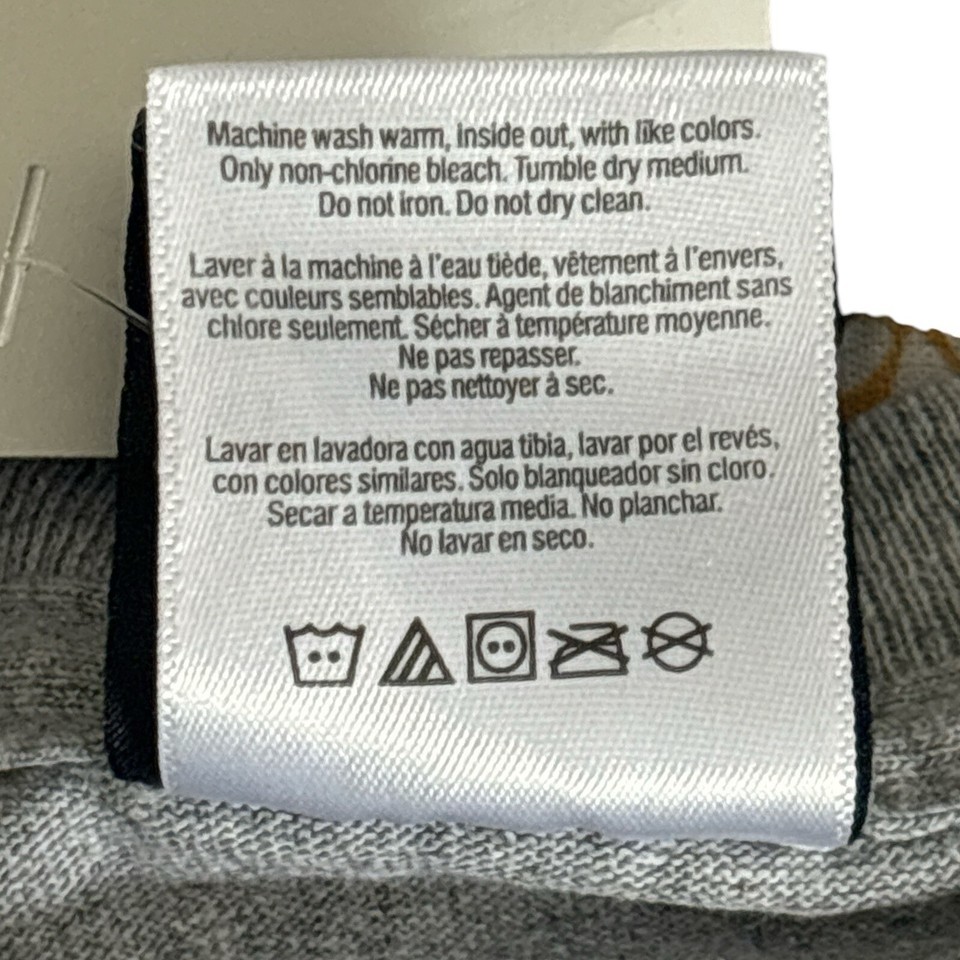 Machine wash warm, inside out, with like colors.
Only non-chlorine bleach. Tumble dry medium.
Do not iron. Do not dry clean.
Laver à la machine à l'eau tiède, vêtement à l'envers,
avec couleurs semblables. Agent de blanchiment sans
chlore seulement. Sécher à température moyenne.
Ne pas repasser.
Ne pas nettoyer à sec.
Lavar en lavadora con agua tibia, lavar por el revés,
con colores similares. Solo blanqueador sin cloro.
Secar a temperatura media. No planchar.
No lavar en seco.